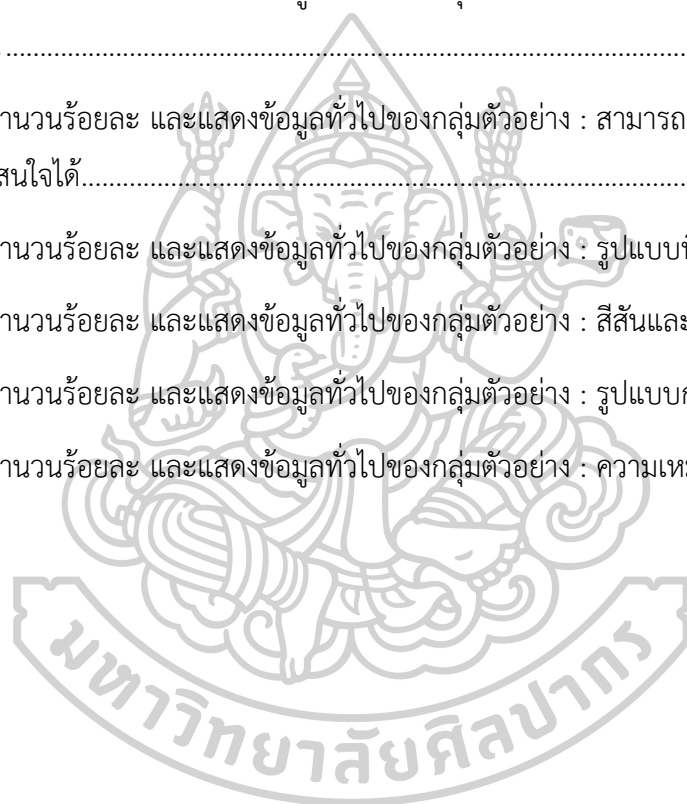 านวนร้อยละ และแสดงข้อมูลทั่วไปของกลุ่มตัวอย่าง : สามารถ
สนใจได้..........................................................................................
านวนร้อยละ และแสดงข้อมูลทั่วไปของกลุ่มตัวอย่าง : รูปแบบ
านวนร้อยละ และแสดงข้อมูลทั่วไปของกลุ่มตัวอย่าง : สีสันและ
านวนร้อยละ และแสดงข้อมูลทั่วไปของกลุ่มตัวอย่าง : รูปแบบ
านวนร้อยละ และแสดงข้อมูลทั่วไปของกลุ่มตัวอย่าง : ความเห
มหาวิทยาลัยศิลปากร